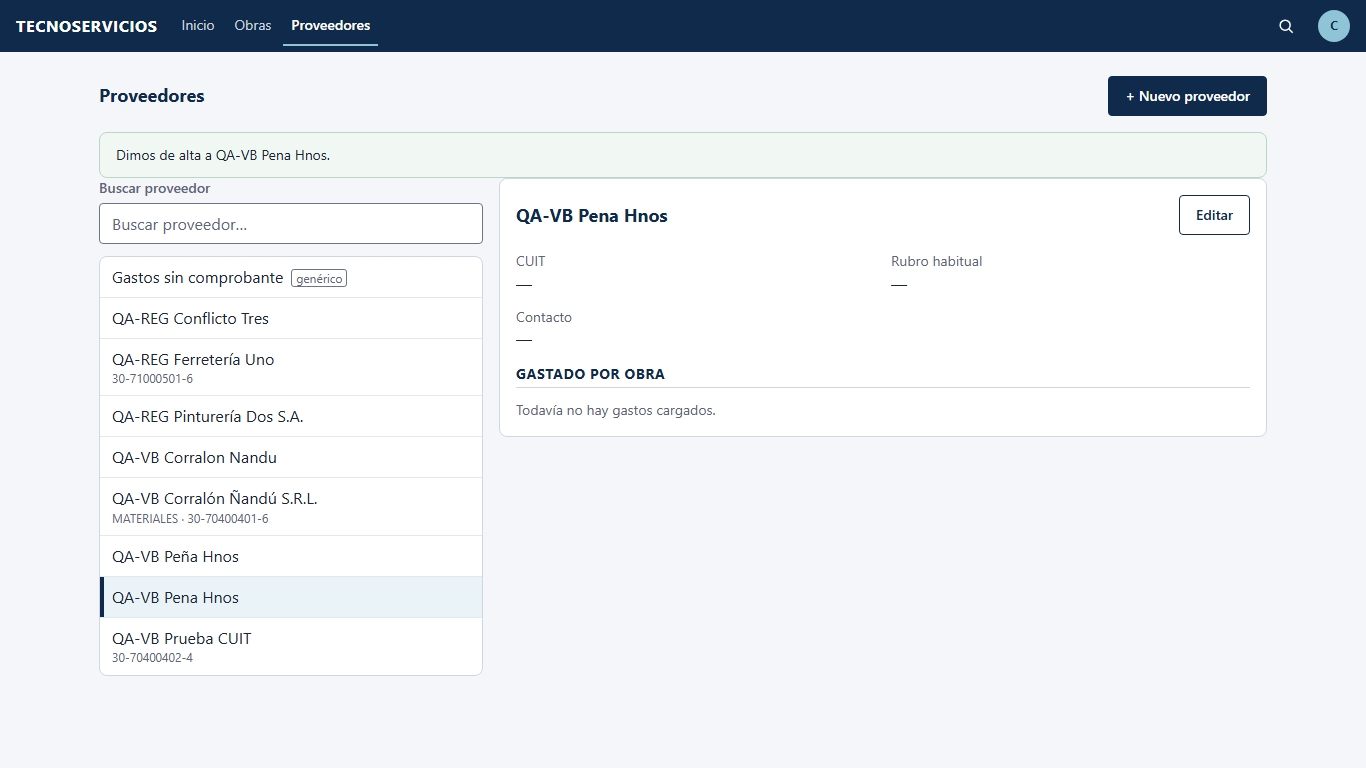 TECNOSERVICIOS Inicio Obras Proveedores C
Proveedores
+ Nuevo proveedor
Dimos de alta a QA-VB Pena Hnos.
Buscar proveedor
Buscar proveedor...
Gastos sin comprobante genérico
QA-REG Conflicto Tres
QA-REG Ferretería Uno
30-71000501-6
QA-REG Pinturería Dos S.A.
QA-VB Corralon Nandu
QA-VB Corralón Ñandú S.R.L.
MATERIALES · 30-70400401-6
QA-VB Peña Hnos
QA-VB Pena Hnos
QA-VB Prueba CUIT
30-70400402-4
QA-VB Pena Hnos
Editar
CUIT
—
Rubro habitual
—
Contacto
—
GASTADO POR OBRA
Todavía no hay gastos cargados.